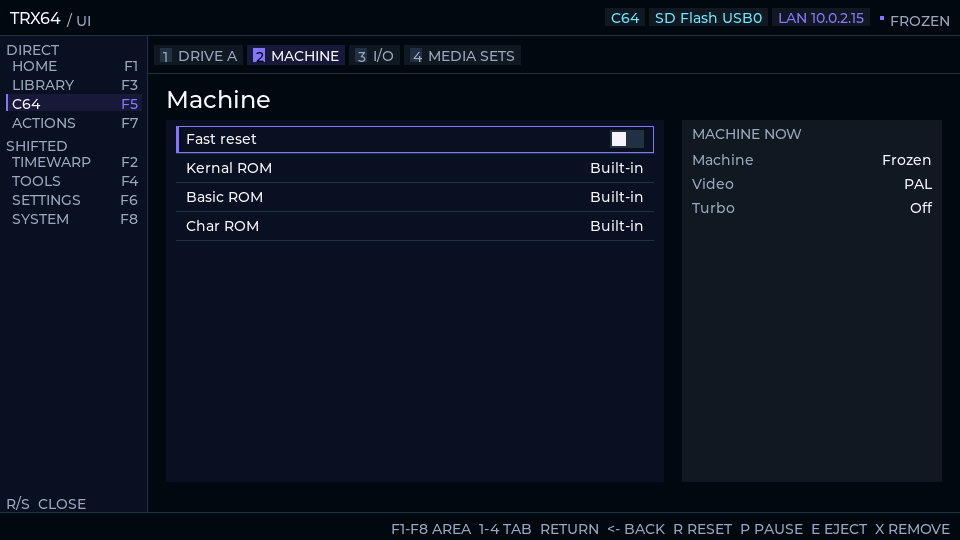 TRX64 / UI
C64 SD Flash USB0 LAN 10.0.2.15 FROZEN
DIRECT
HOME F1
LIBRARY F3
C64 F5
ACTIONS F7
SHIFTED
TIMEWARP F2
TOOLS F4
SETTINGS F6
SYSTEM F8
R/S CLOSE
1 DRIVE A 2 MACHINE 3 I/O 4 MEDIA SETS
Machine
Fast reset
Kernal ROM Built-in
Basic ROM Built-in
Char ROM Built-in
MACHINE NOW
Machine Frozen
Video PAL
Turbo Off
F1-F8 AREA 1-4 TAB RETURN <- BACK R RESET P PAUSE E EJECT X REMOVE